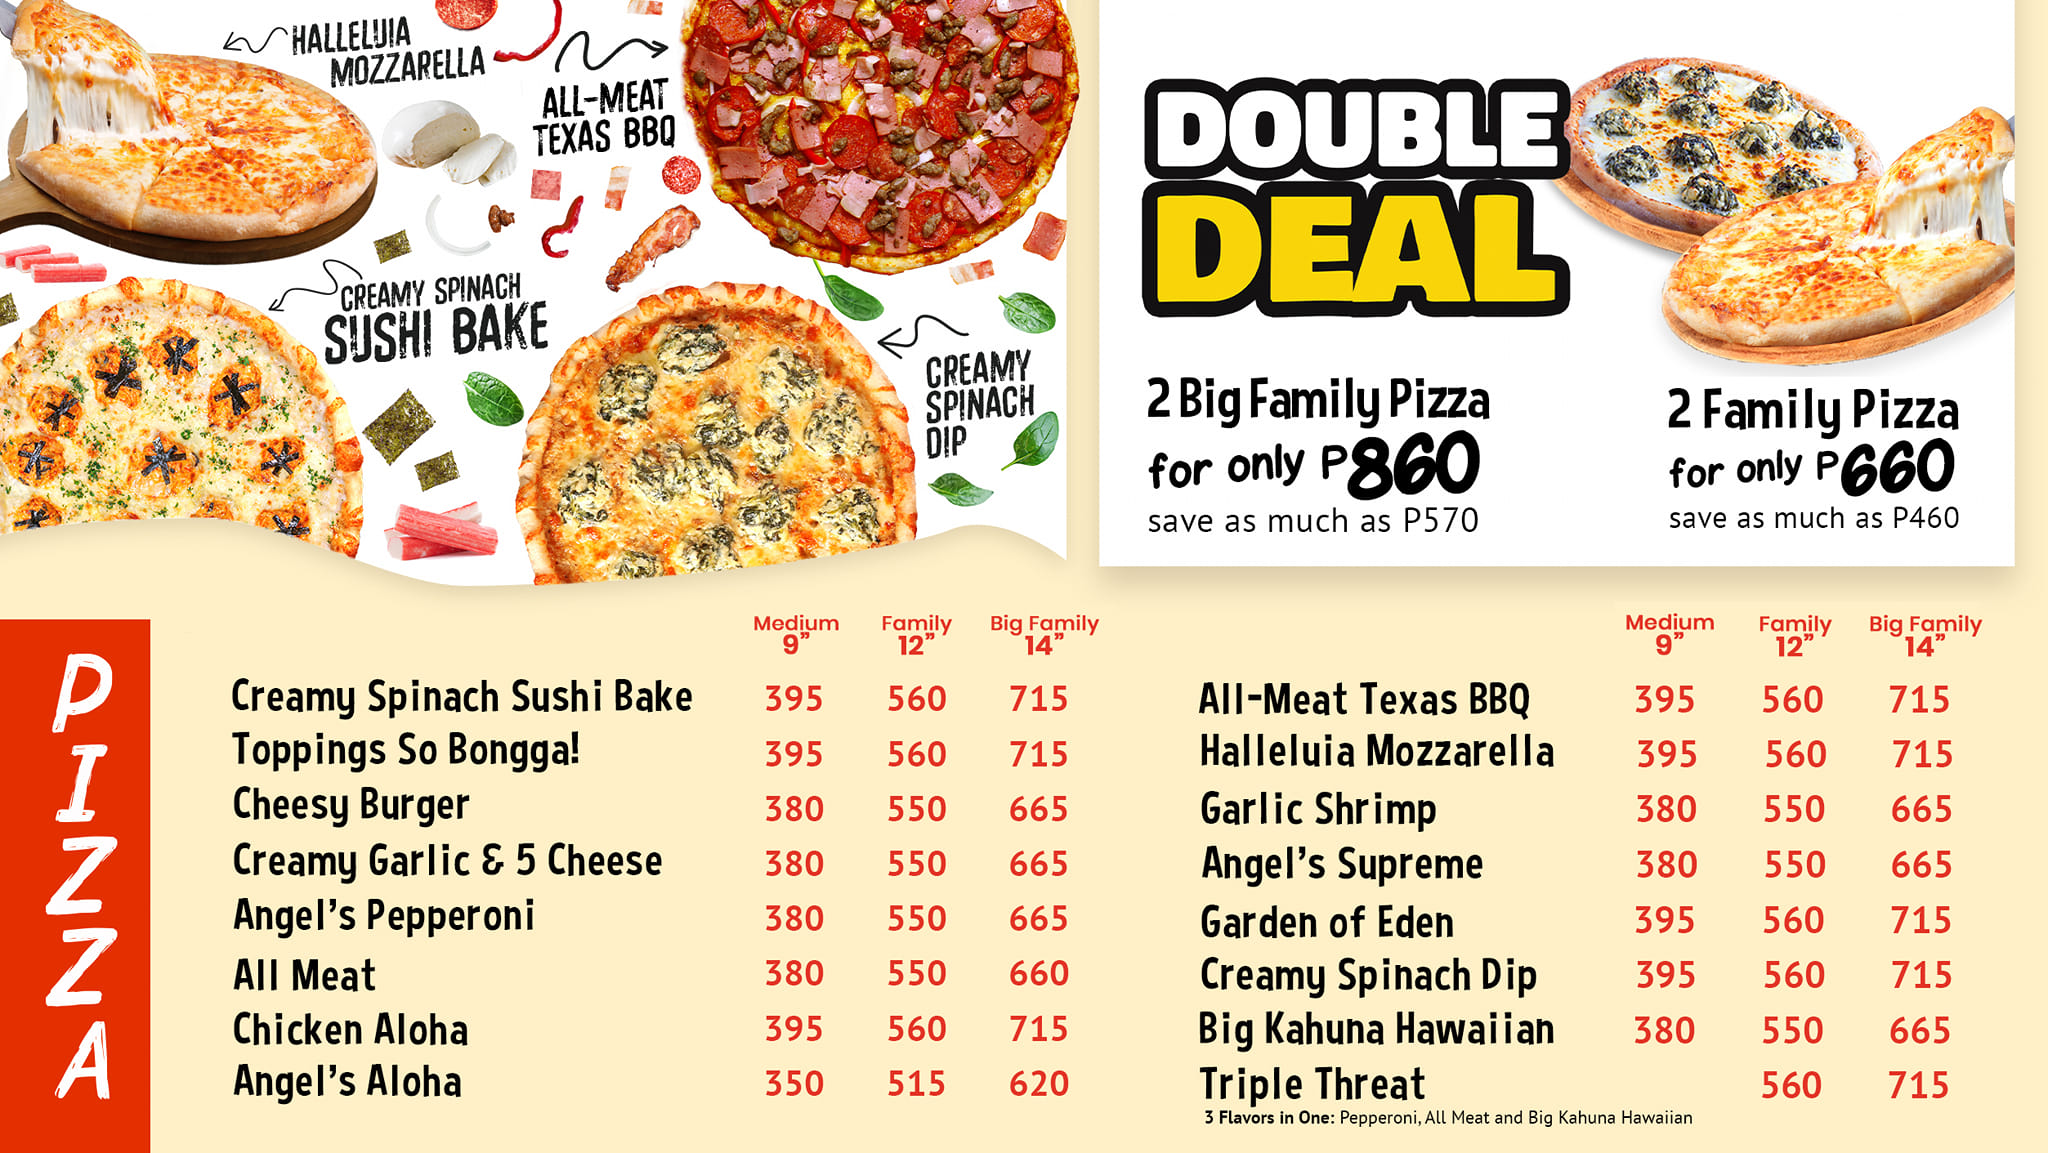 HALLELUIA
MOZZARELLA
ALL-MEAT
TEXAS BBQ
CREAMY SPINACH
SUSHI BAKE
CREAMY
SPINACH
DIP
DOUBLE
DEAL
2 Big Family Pizza
for only P860
save as much as P570
2 Family Pizza
for only P660
save as much as P460
PIZZA
Medium Family Big Family
9” 12” 14”
Creamy Spinach Sushi Bake 395 560 715
Toppings So Bongga! 395 560 715
Cheesy Burger 380 550 665
Creamy Garlic & 5 Cheese 380 550 665
Angel’s Pepperoni 380 550 665
All Meat 380 550 660
Chicken Aloha 395 560 715
Angel’s Aloha 350 515 620
Medium Family Big Family
9” 12” 14”
All-Meat Texas BBQ 395 560 715
Halleluia Mozzarella 395 560 715
Garlic Shrimp 380 550 665
Angel’s Supreme 380 550 665
Garden of Eden 395 560 715
Creamy Spinach Dip 395 560 715
Big Kahuna Hawaiian 380 550 665
Triple Threat 560 715
3 Flavors in One: Pepperoni, All Meat and Big Kahuna Hawaiian